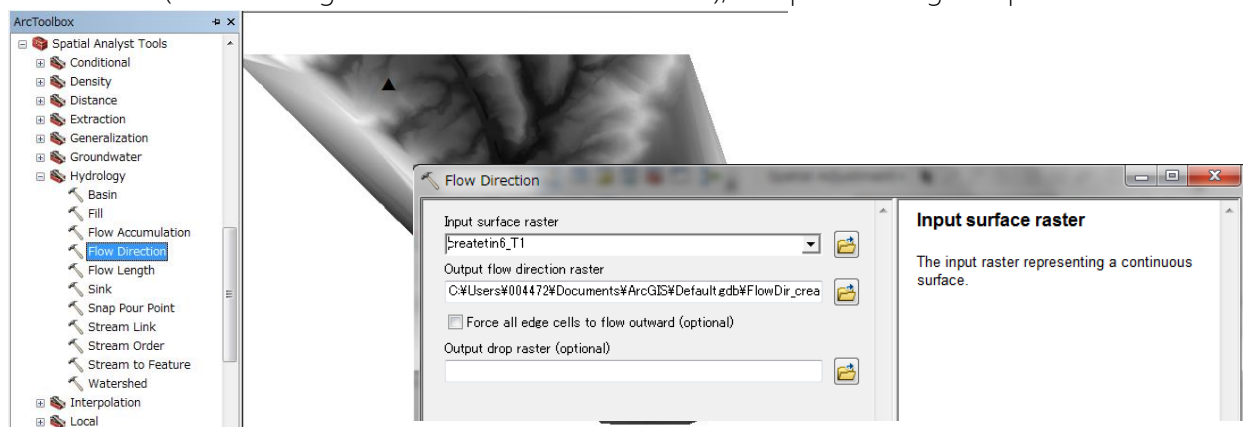 ArcToolbox
Spatial Analyst Tools
Conditional
Density
Distance
Extraction
Generalization
Groundwater
Hydrology
Basin
Fill
Flow Accumulation
Flow Direction
Flow Length
Sink
Snap Pour Point
Stream Link
Stream Order
Stream to Feature
Watershed
Interpolation
Local
Flow Direction
Input surface raster
createtin6_T1
Output flow direction raster
C:¥Users¥004472¥Documents¥ArcGIS¥Default.gdb¥FlowDir_crea
Force all edge cells to flow outward (optional)
Output drop raster (optional)
Input surface raster
The input raster representing a continuous
surface.